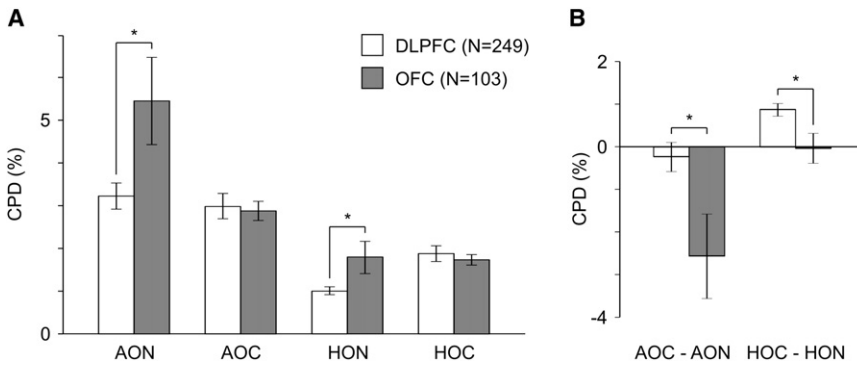 A
B
*
DLPFC (N=249)
OFC (N=103)
CPD (%)
5
*
0
AON
AOC
HON
HOC
2
*
*
0
CPD (%)
-4
AOC - AON
HOC - HON